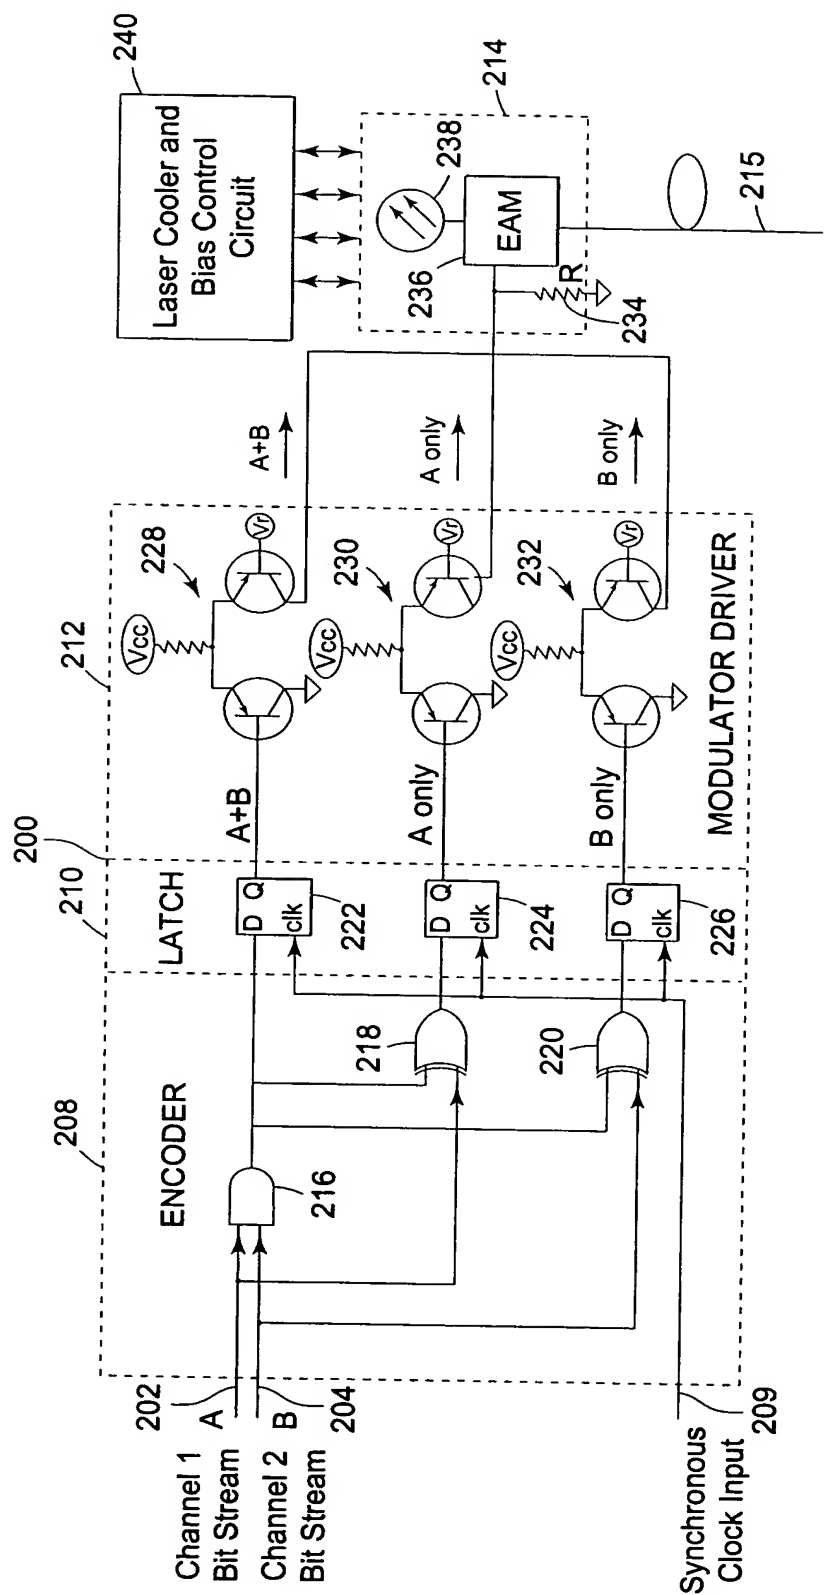 200
208
210
212
240
214
ENCODER
LATCH
MODULATOR DRIVER
Laser Cooler and
Bias Control
Circuit
202
A
Channel 1
Bit Stream
B
204
Channel 2
Bit Stream
209
Synchronous
Clock Input
216
218
220
D Q
clk
222
D Q
clk
224
D Q
clk
226
A+B
A only
B only
Vcc
Vr
228
Vcc
Vr
230
Vcc
Vr
232
A+B
A only
B only
238
236
EAM
R
234
215